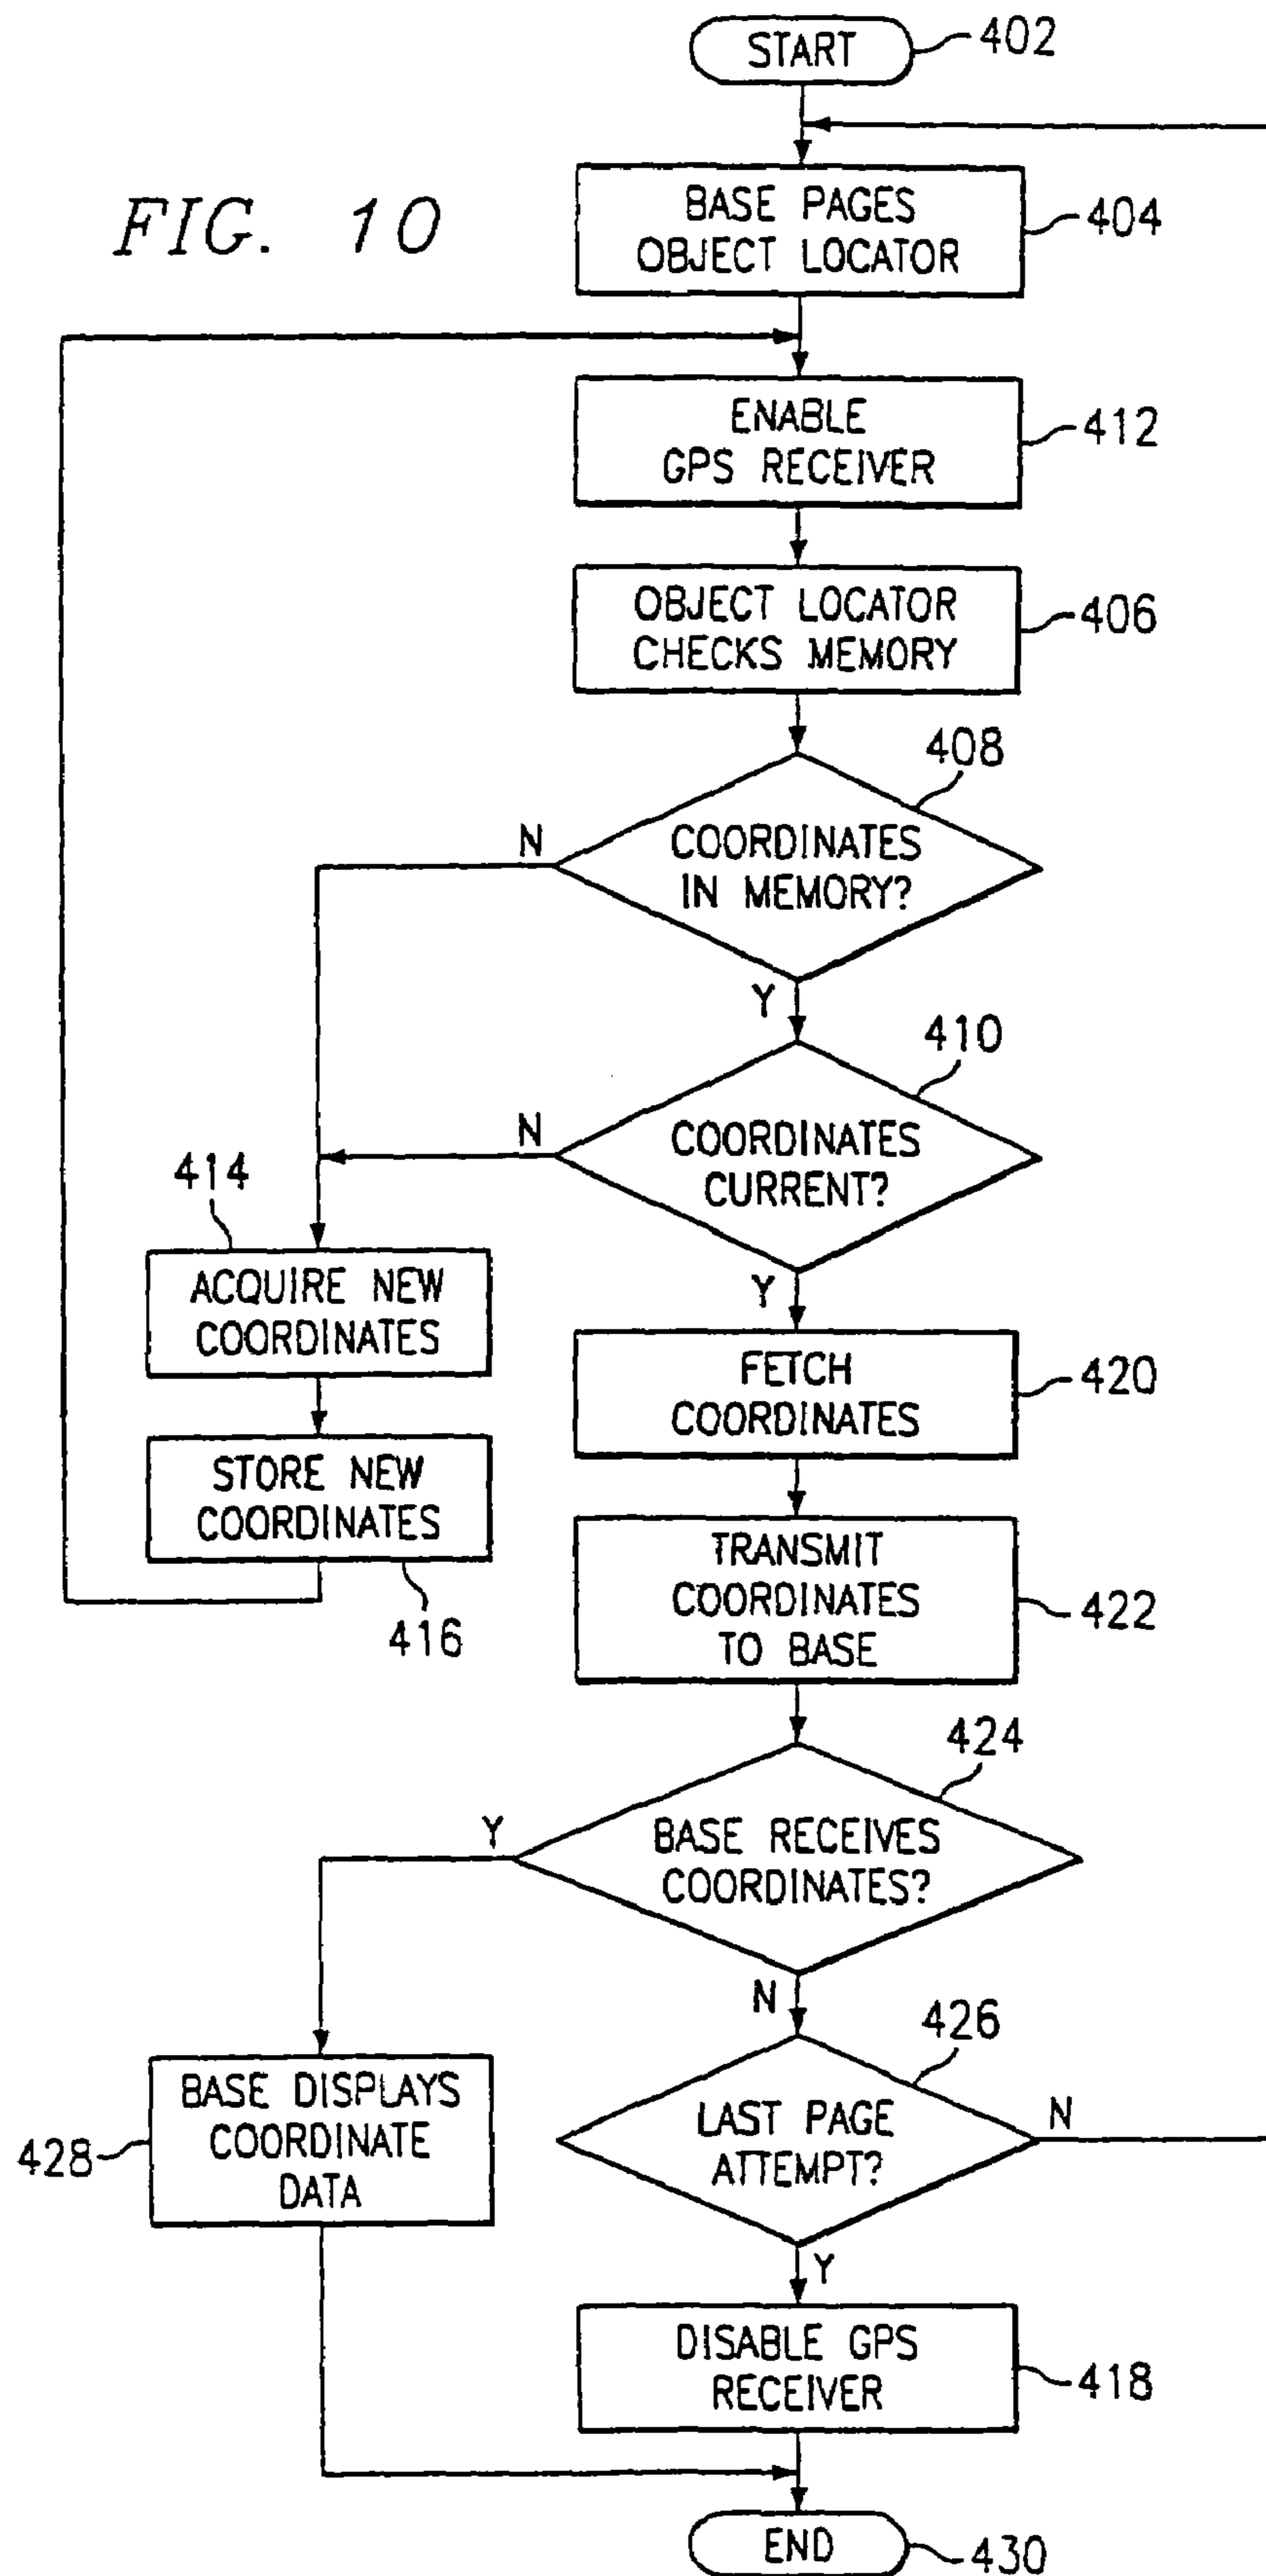 START
402
FIG. 10
BASE PAGES
OBJECT LOCATOR
404
ENABLE
GPS RECEIVER
412
OBJECT LOCATOR
CHECKS MEMORY
406
408
COORDINATES
IN MEMORY?
N
Y
410
COORDINATES
CURRENT?
N
Y
414
ACQUIRE NEW
COORDINATES
STORE NEW
COORDINATES
416
FETCH
COORDINATES
420
TRANSMIT
COORDINATES
TO BASE
422
424
BASE RECEIVES
COORDINATES?
Y
N
426
LAST PAGE
ATTEMPT?
N
Y
BASE DISPLAYS
COORDINATE
DATA
428
DISABLE GPS
RECEIVER
418
END
430